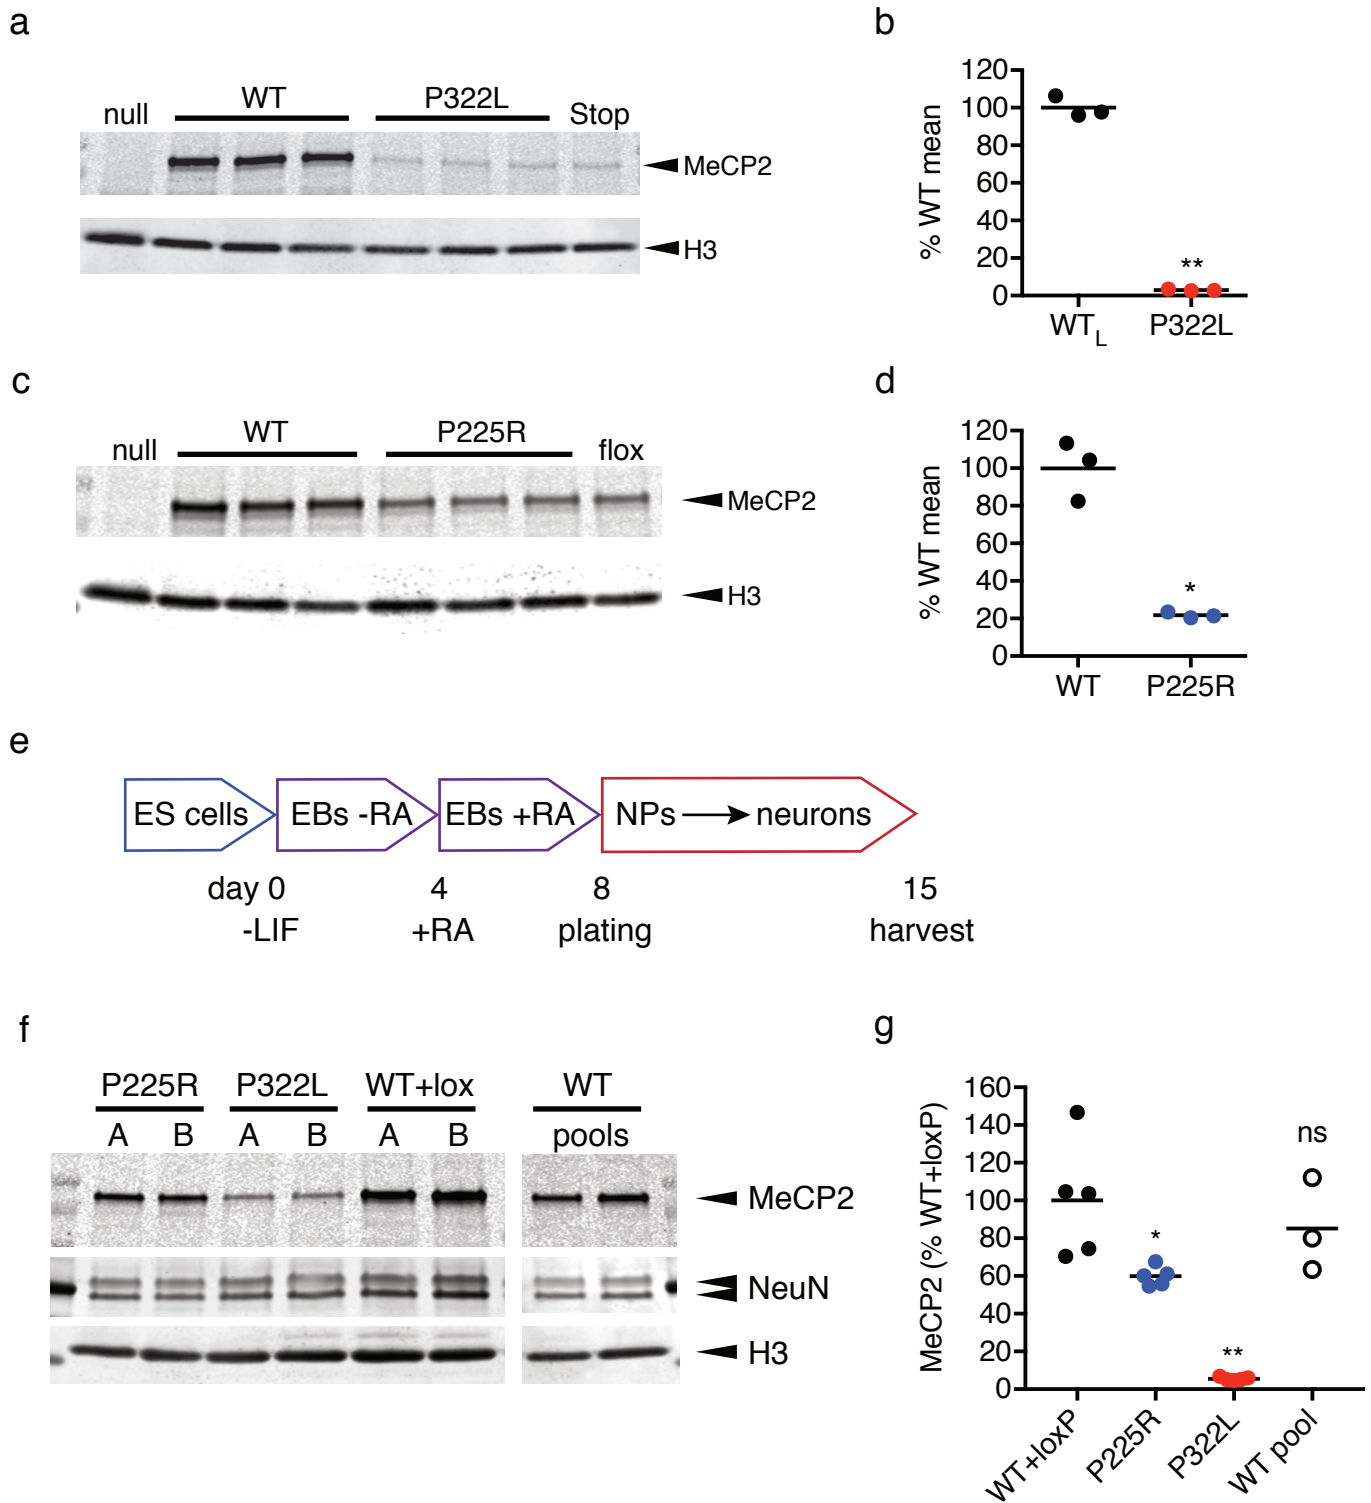 a
null WT P322L Stop
MeCP2
H3
b
% WT mean
120
100
80
60
40
20
0
**
WTL P322L
c
null WT P225R flox
MeCP2
H3
d
% WT mean
120
100
80
60
40
20
0
*
WT P225R
e
ES cells EBs -RA EBs +RA NPs neurons
day 0 4 8 15
-LIF +RA plating harvest
f
P225R P322L WT+lox WT
A B A B A B pools
MeCP2
NeuN
H3
g
MeCP2 (% WT+loxP)
160
140
120
100
80
60
40
20
0
*
**
ns
WT+loxP P225R P322L WT pool